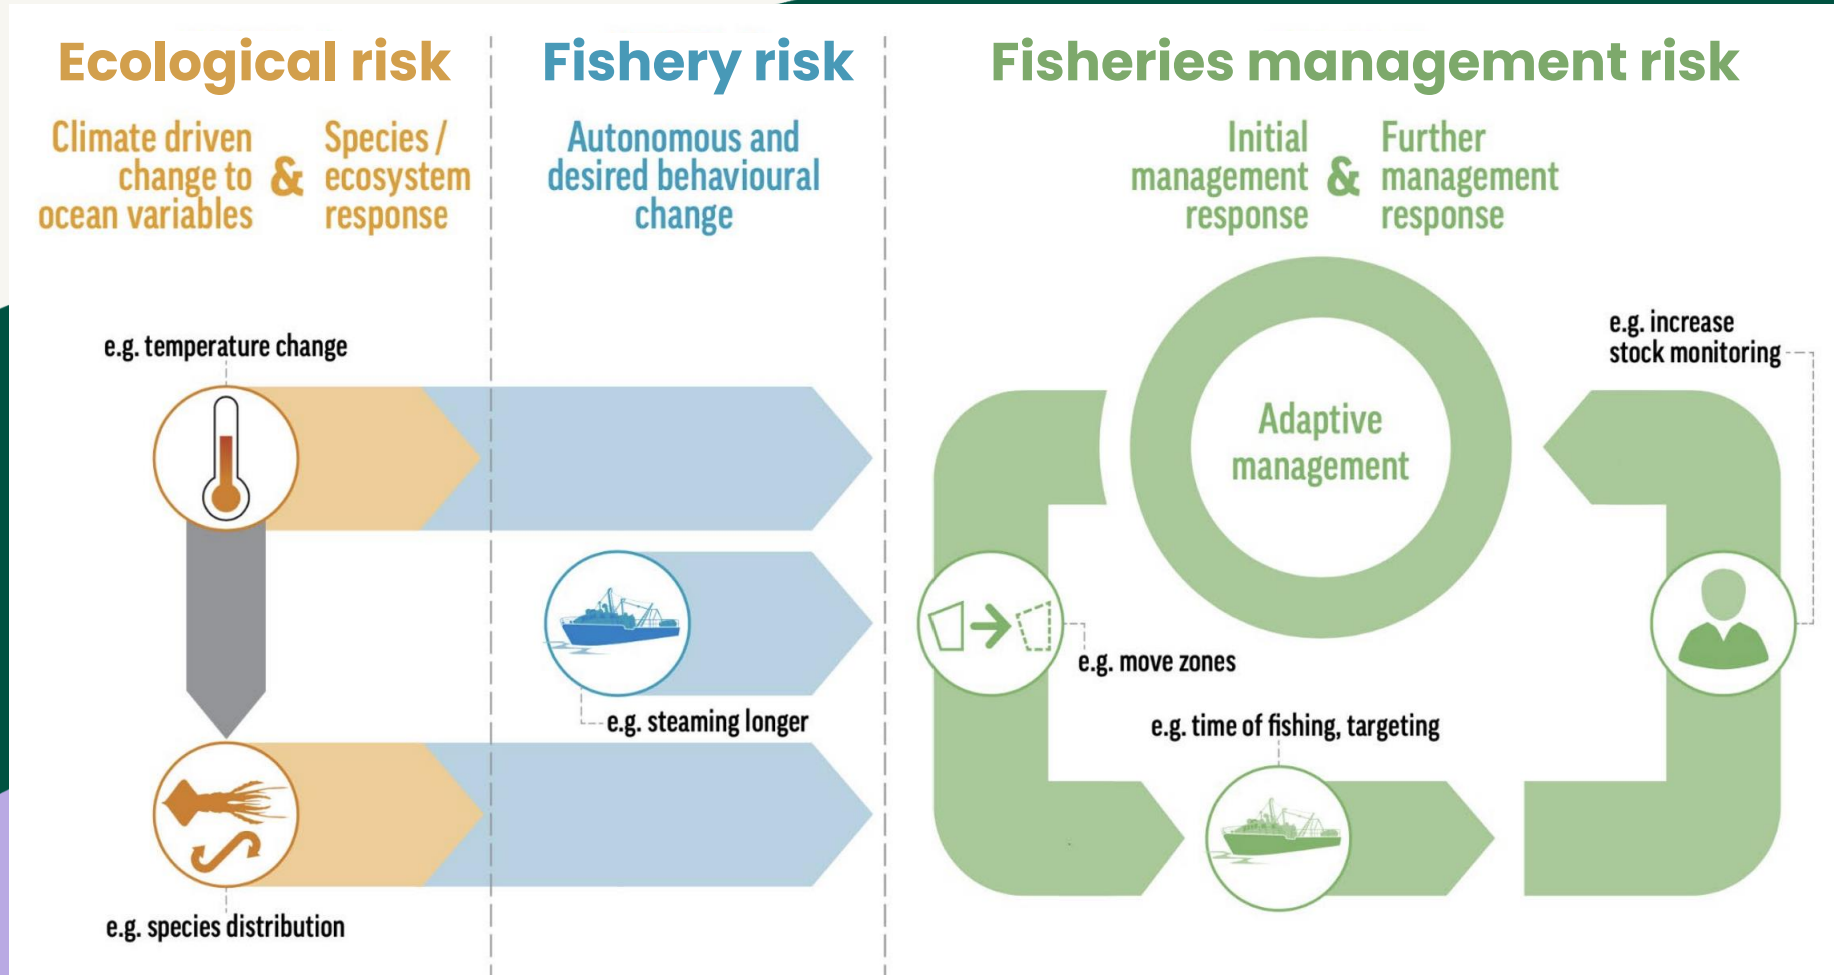 Ecological risk
Climate driven
change to
ocean variables
&
Species /
ecosystem
response
e.g. temperature change
e.g. species distribution
Fishery risk
Autonomous and
desired behavioural
change
e.g. steaming longer
Fisheries management risk
Initial
management
response
&
Further
management
response
Adaptive
management
e.g. increase
stock monitoring
e.g. move zones
e.g. time of fishing, targeting